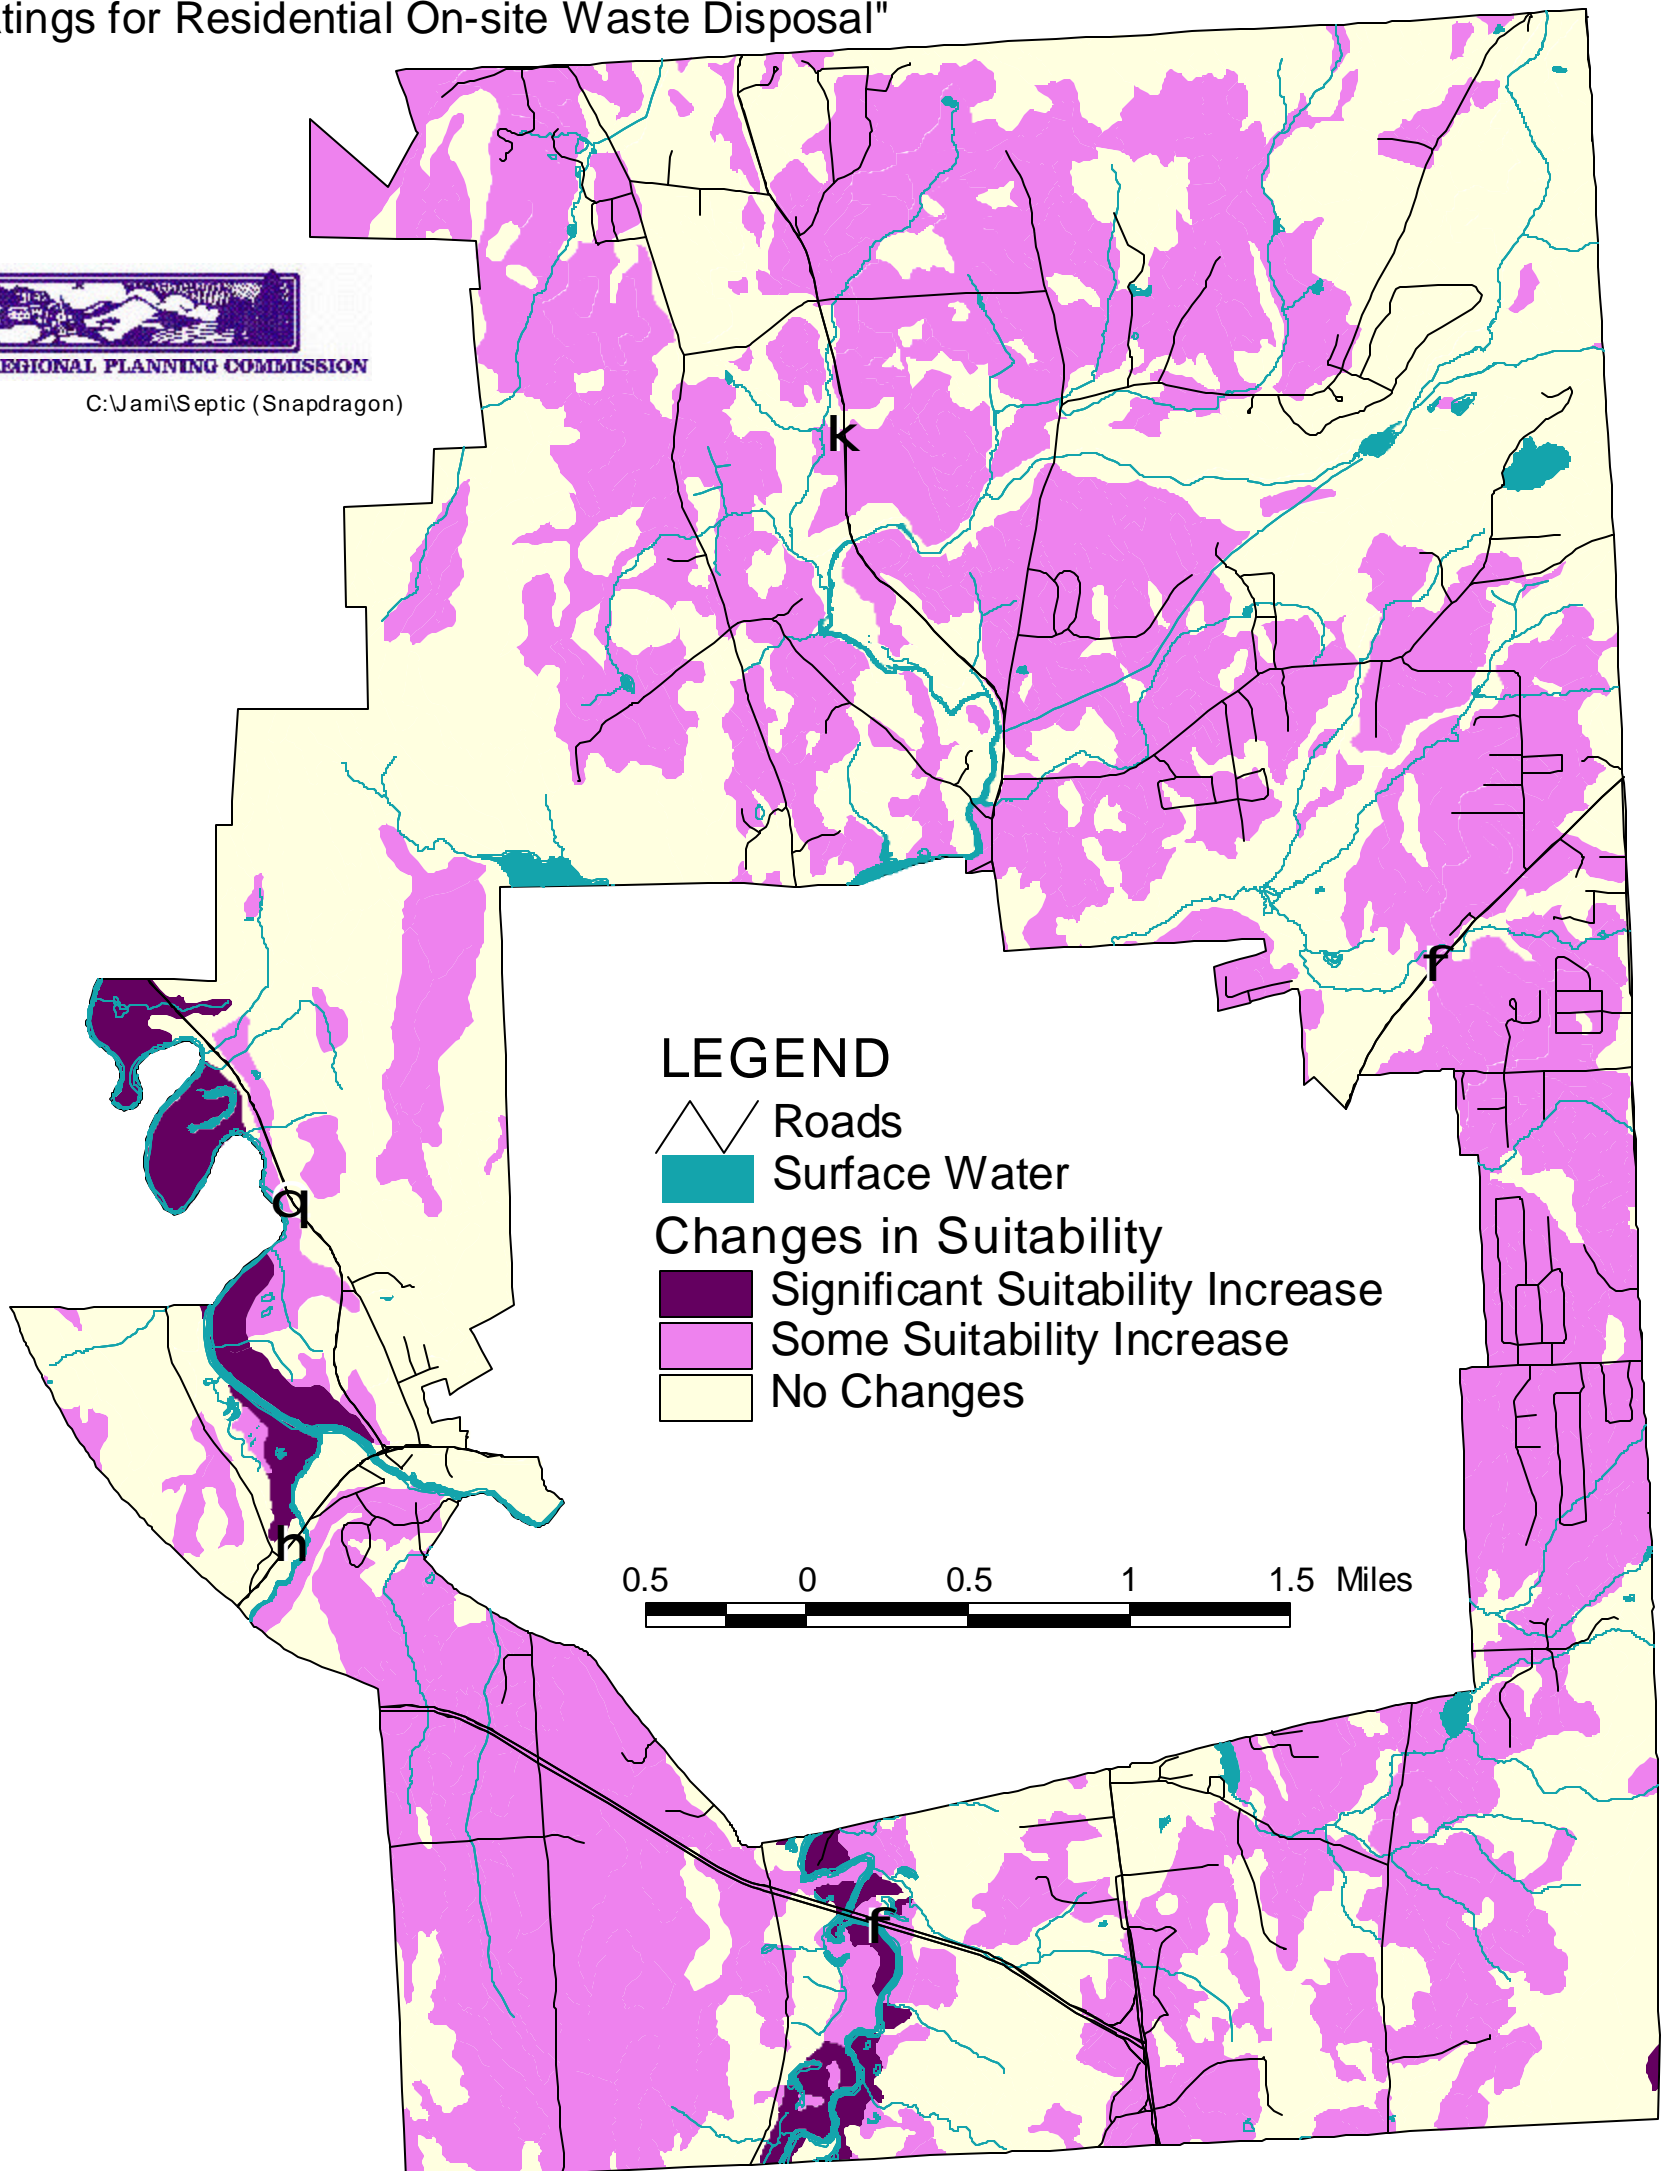 tings for Residential On-site Waste Disposal"
REGIONAL PLANNING COMMISSION
C:\Jami\Septic (Snapdragon)
k
f
LEGEND
Roads
Surface Water
Changes in Suitability
Significant Suitability Increase
Some Suitability Increase
No Changes
q
h
0.5 0 0.5 1 1.5 Miles
f